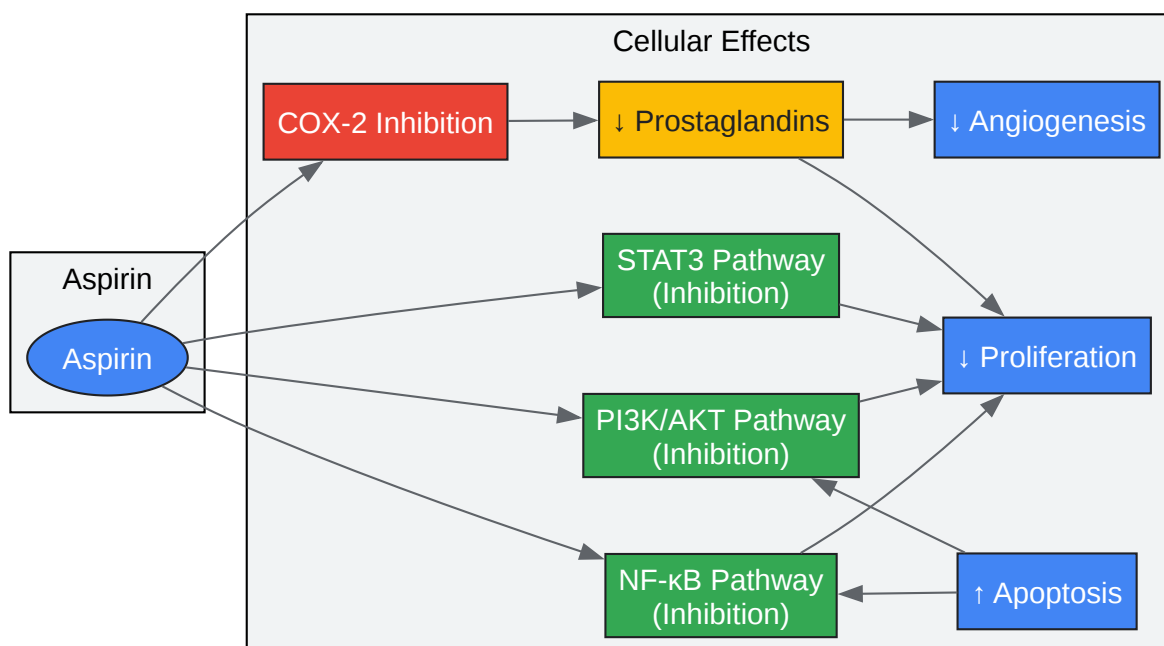 Cellular Effects
COX-2 Inhibition
↓ Prostaglandins
↓ Angiogenesis
Aspirin
Aspirin
STAT3 Pathway
(Inhibition)
↓ Proliferation
PI3K/AKT Pathway
(Inhibition)
NF-κB Pathway
(Inhibition)
↑ Apoptosis